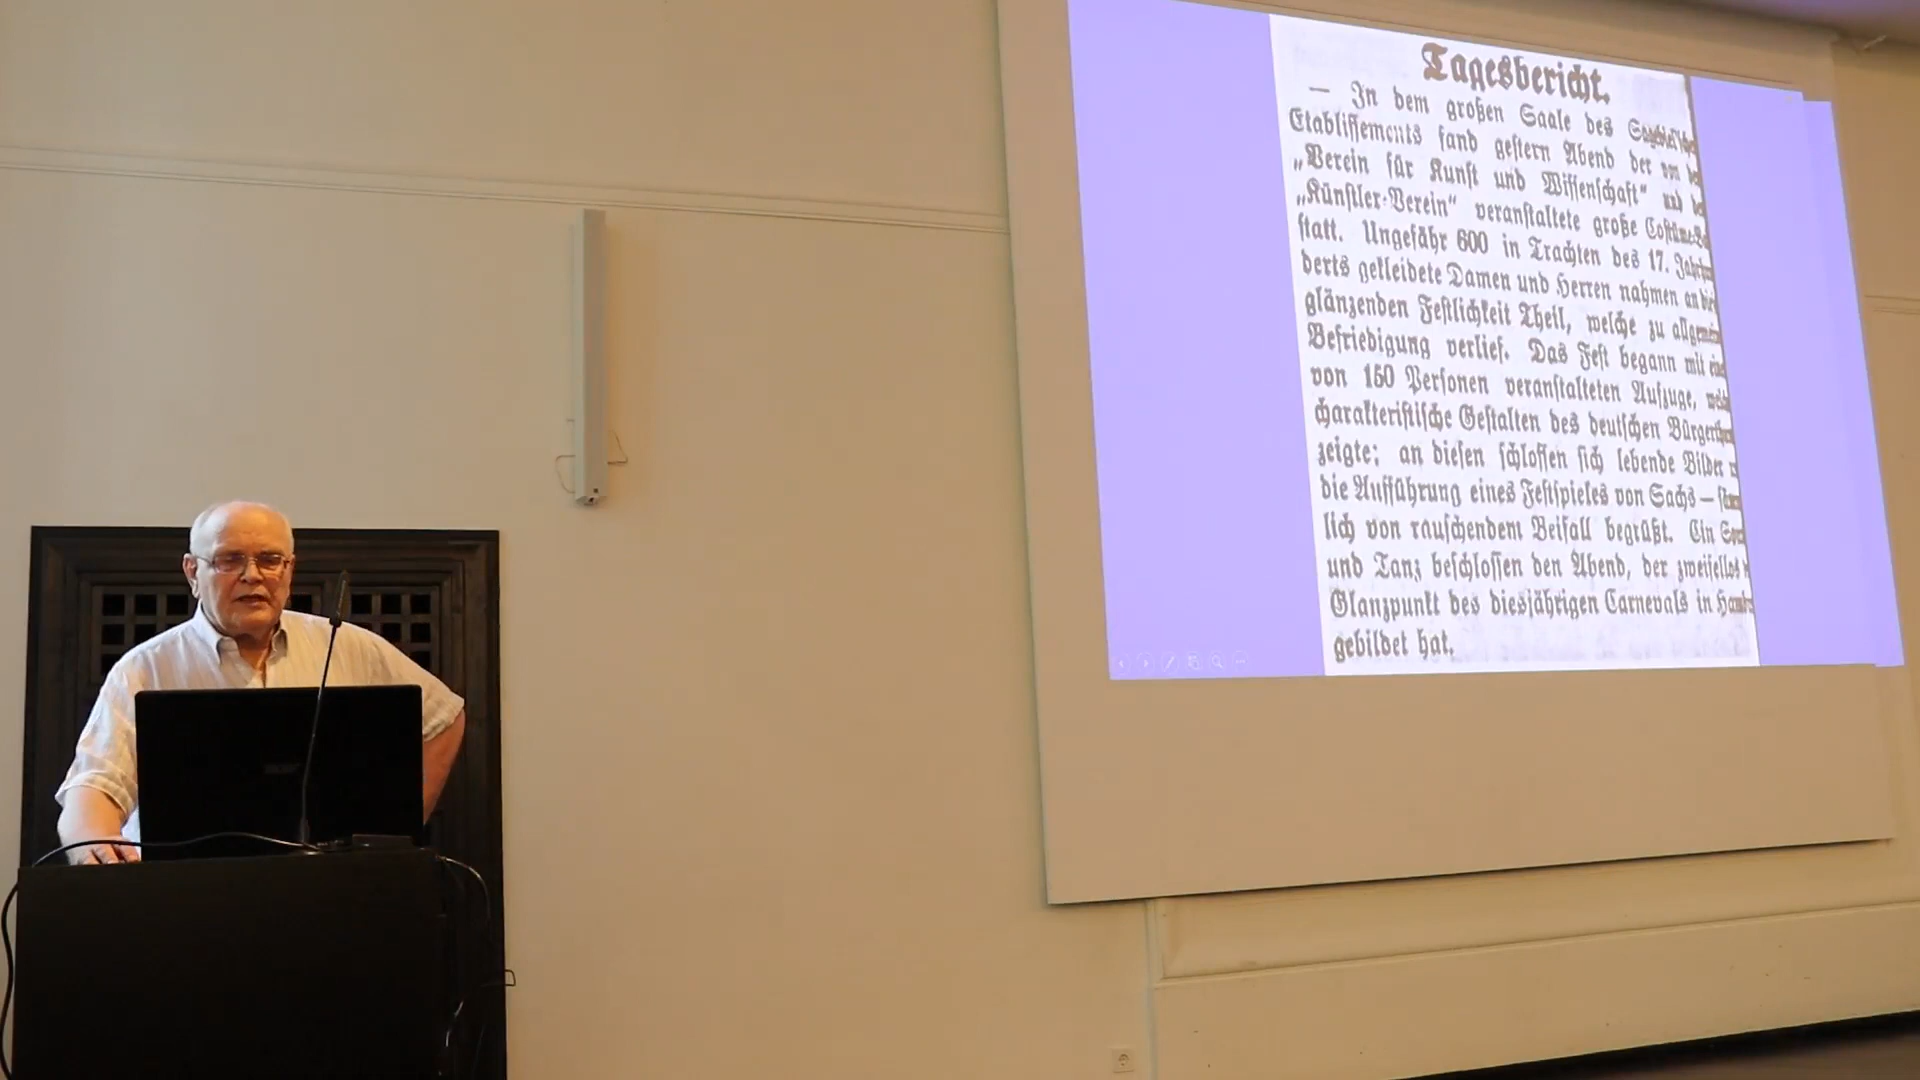 Tagesbericht.
— In dem großen Saale des
Etablissements fand gestern Abend der von
„Verein für Kunst und Wissenschaft“ und
„Künstler-Verein“ veranstaltete große
statt. Ungefähr 600 in Trachten des 17.
derts gekleidete Damen und Herren nahmen an
glänzenden Festlichkeit Theil, welche zu
Befriedigung verlief. Das Fest begann mit
von 150 Personen veranstalteten Aufzuge,
charakteristische Gestalten des deutschen
zeigte; an diesen schlossen sich lebende Bilder
die Aufführung eines Festspieles von Sachs —
lich von rauschendem Beifall begrüßt. Ein
und Tanz beschlossen den Abend, der zweifellos
Glanzpunkt des diesjährigen Carnevals in
gebildet hat.